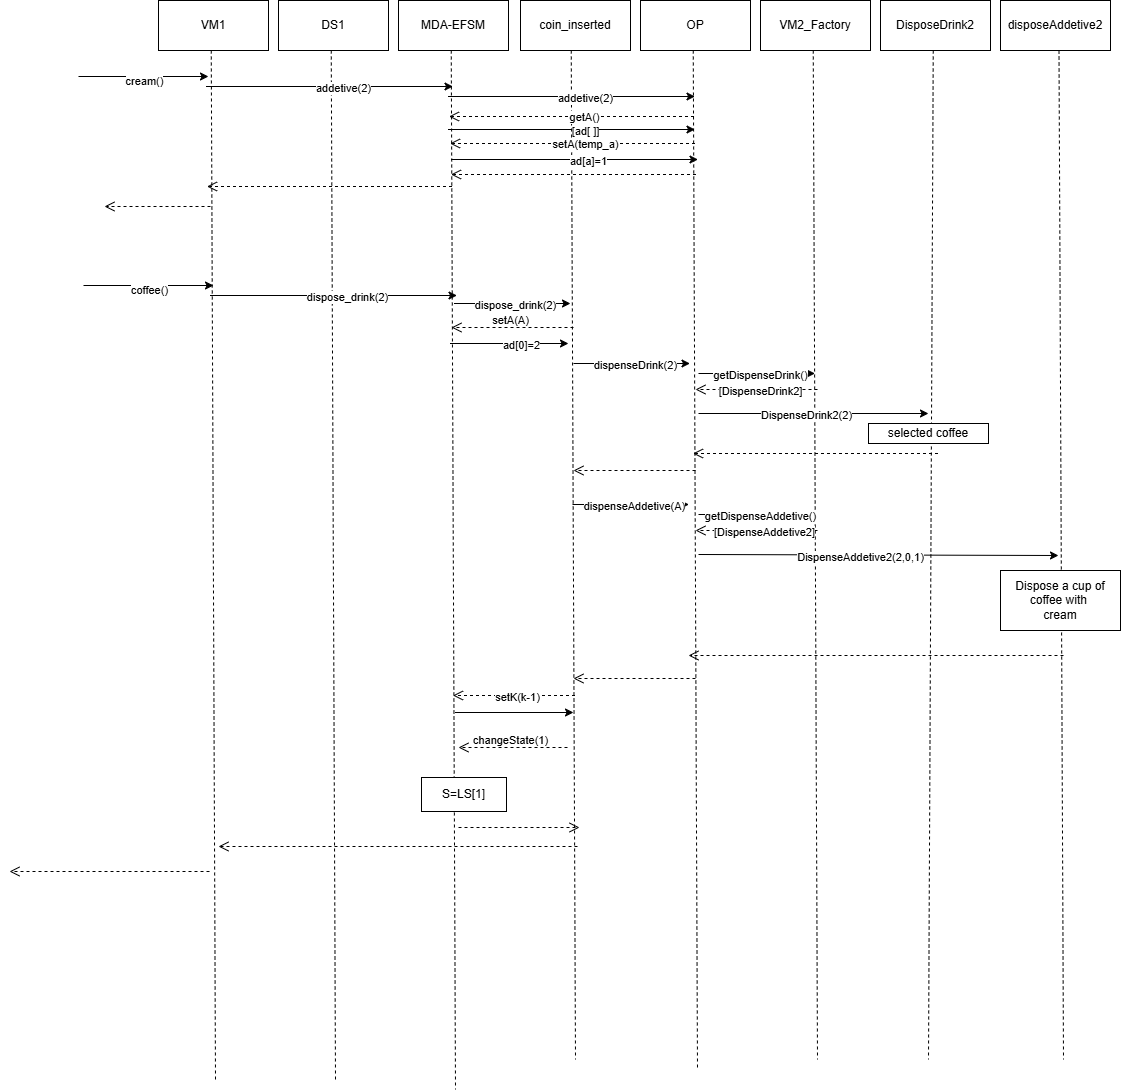 VM1
DS1
MDA-EFSM
coin_inserted
OP
VM2_Factory
DisposeDrink2
disposeAddetive2
cream()
addetive(2)
addetive(2)
getA()
[ad[ ]]
setA(temp_a)
ad[a]=1
coffee()
dispose_drink(2)
dispose_drink(2)
setA(A)
ad[0]=2
dispenseDrink(2)
getDispenseDrink()
[DispenseDrink2]
DispenseDrink2(2)
selected coffee
dispenseAddetive(A)
getDispenseAddetive()
[DispenseAddetive2]
DispenseAddetive2(2,0,1)
Dispose a cup of
coffee with
cream
setK(k-1)
changeState(1)
S=LS[1]